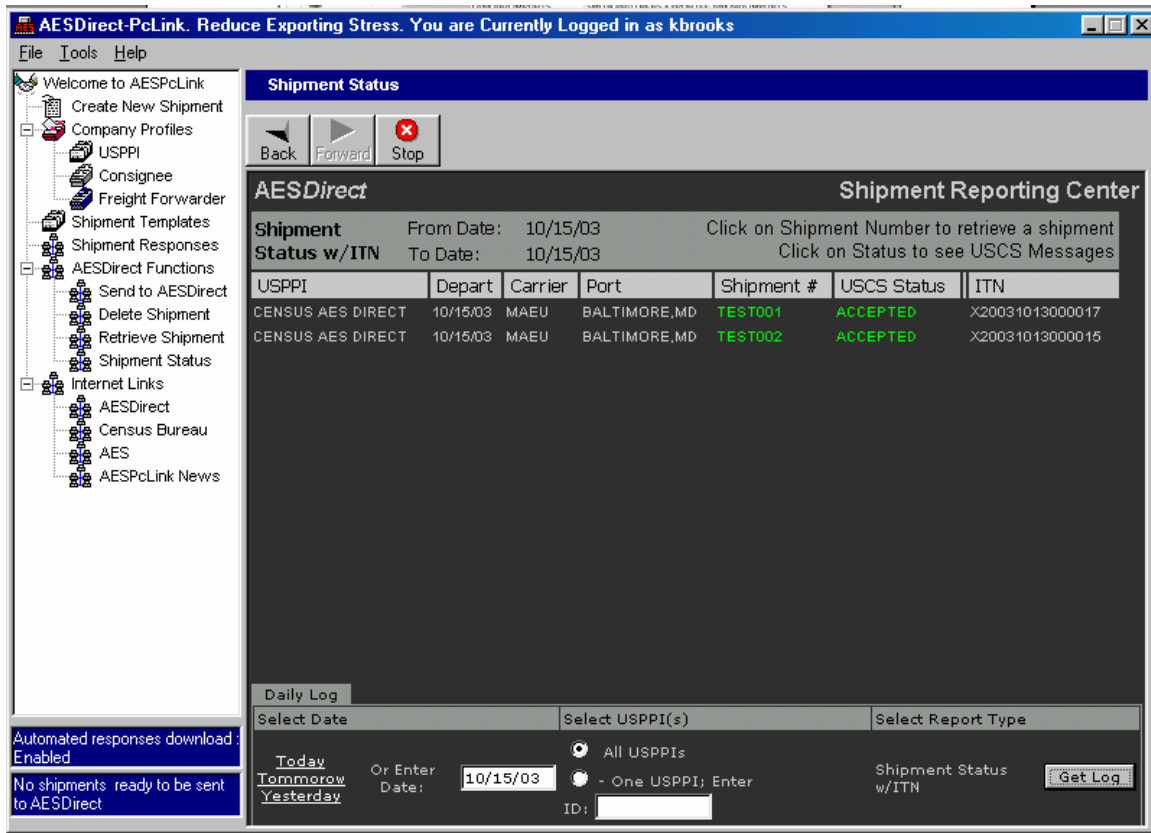 AESDirect-PcLink. Reduce Exporting Stress. You are Currently Logged in as kbrooks
File Tools Help
Welcome to AESPcLink
Create New Shipment
Company Profiles
USPPI
Consignee
Freight Forwarder
Shipment Templates
Shipment Responses
AESDirect Functions
Send to AESDirect
Delete Shipment
Retrieve Shipment
Shipment Status
Internet Links
AESDirect
Census Bureau
AES
AESPcLink News
Automated responses download :
Enabled
No shipments ready to be sent
to AESDirect
Shipment Status
Back Forward Stop
AESDirect Shipment Reporting Center
Shipment From Date: 10/15/03 Click on Shipment Number to retrieve a shipment
Status w/ITN To Date: 10/15/03 Click on Status to see USCS Messages
USPPI Depart Carrier Port Shipment # USCS Status ITN
CENSUS AES DIRECT 10/15/03 MAEU BALTIMORE,MD TEST001 ACCEPTED X20031013000017
CENSUS AES DIRECT 10/15/03 MAEU BALTIMORE,MD TEST002 ACCEPTED X20031013000015
Daily Log
Select Date Select USPPI(s) Select Report Type
Today
Tommorow
Yesterday
Or Enter
Date:
10/15/03
All USPPIs
- One USPPI; Enter
ID:
Shipment Status
w/ITN
Get Log